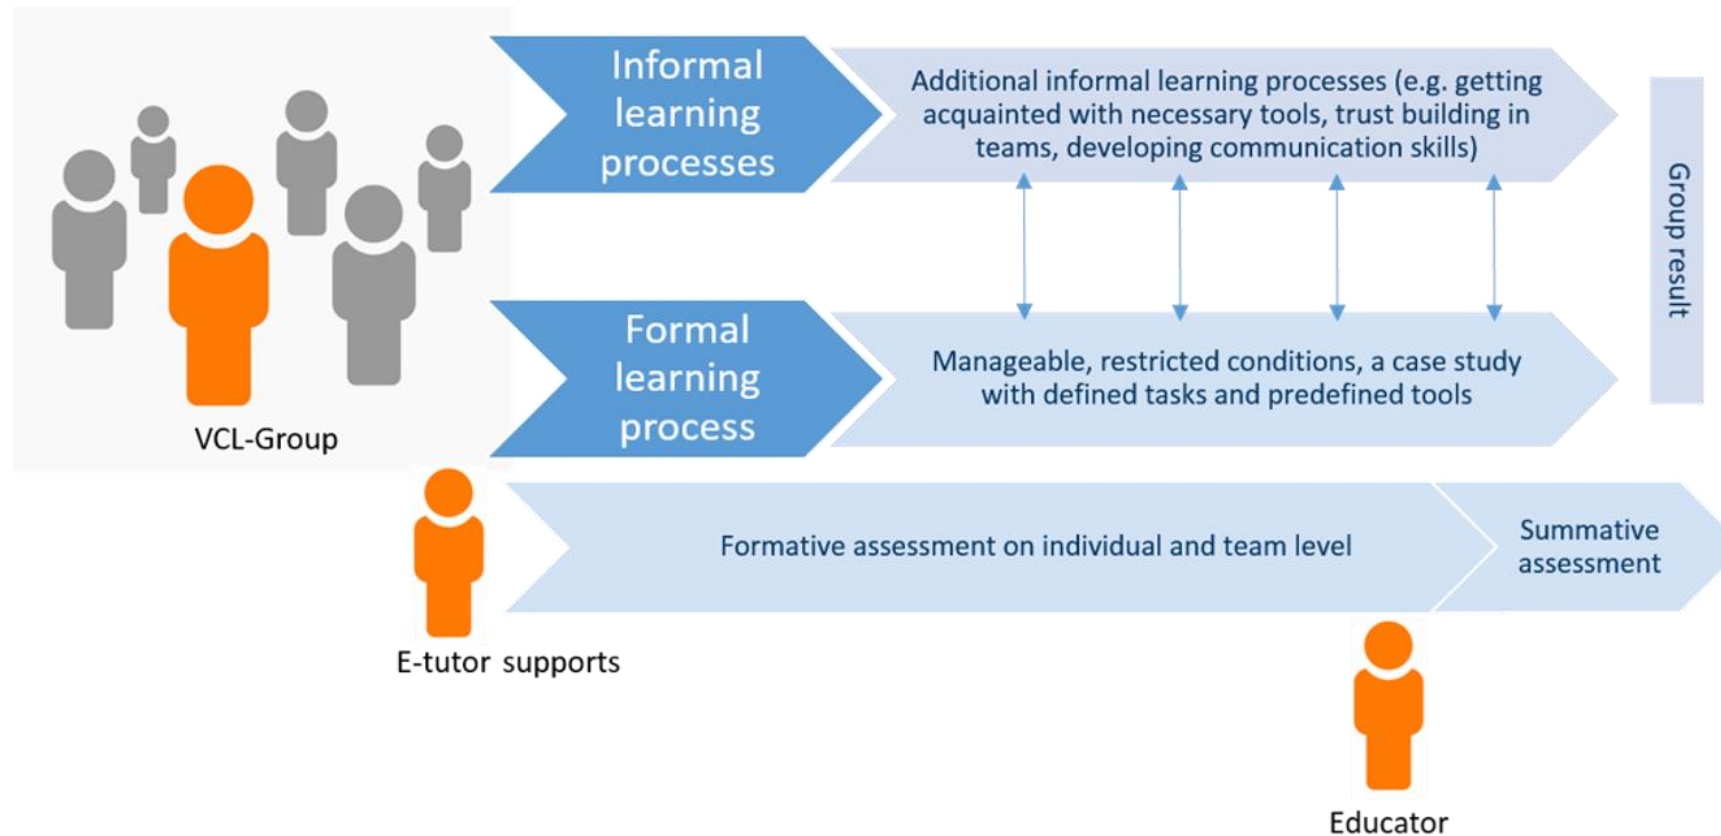 Informal
learning
processes
Additional informal learning processes (e.g. getting
acquainted with necessary tools, trust building in
teams, developing communication skills)
Group result
Formal
learning
process
Manageable, restricted conditions, a case study
with defined tasks and predefined tools
VCL-Group
Formative assessment on individual and team level
Summative
assessment
E-tutor supports
Educator